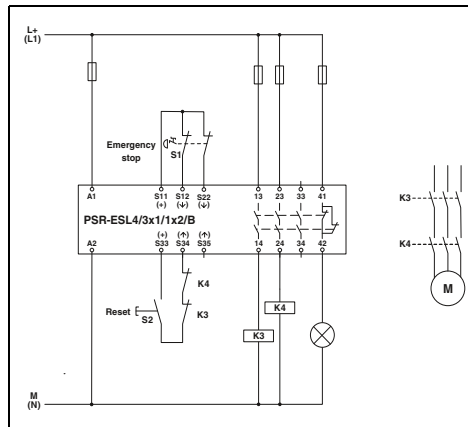 L+
(L1)
Emergency
stop
S1
A1
S11
(+)
S12
(↓)
S22
(↓)
13
23
33
41
PSR-ESL4/3x1/1x2/B
A2
(+)
S33
(↑)
S34
(↑)
S35
14
24
34
42
K3
K4
M
K4
Reset
S2
K3
K4
K3
M
(N)